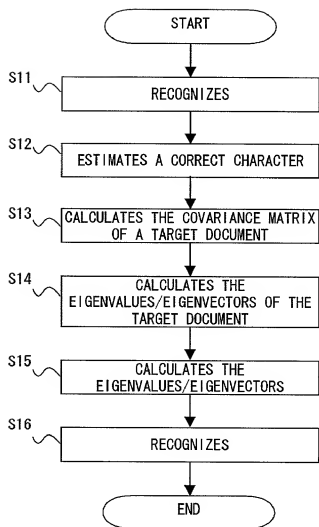 START
S11
RECOGNIZES
S12
ESTIMATES A CORRECT CHARACTER
S13
CALCULATES THE COVARIANCE MATRIX
OF A TARGET DOCUMENT
S14
CALCULATES THE
EIGENVALUES/EIGENVECTORS OF THE
TARGET DOCUMENT
S15
CALCULATES THE
EIGENVALUES/EIGENVECTORS
S16
RECOGNIZES
END